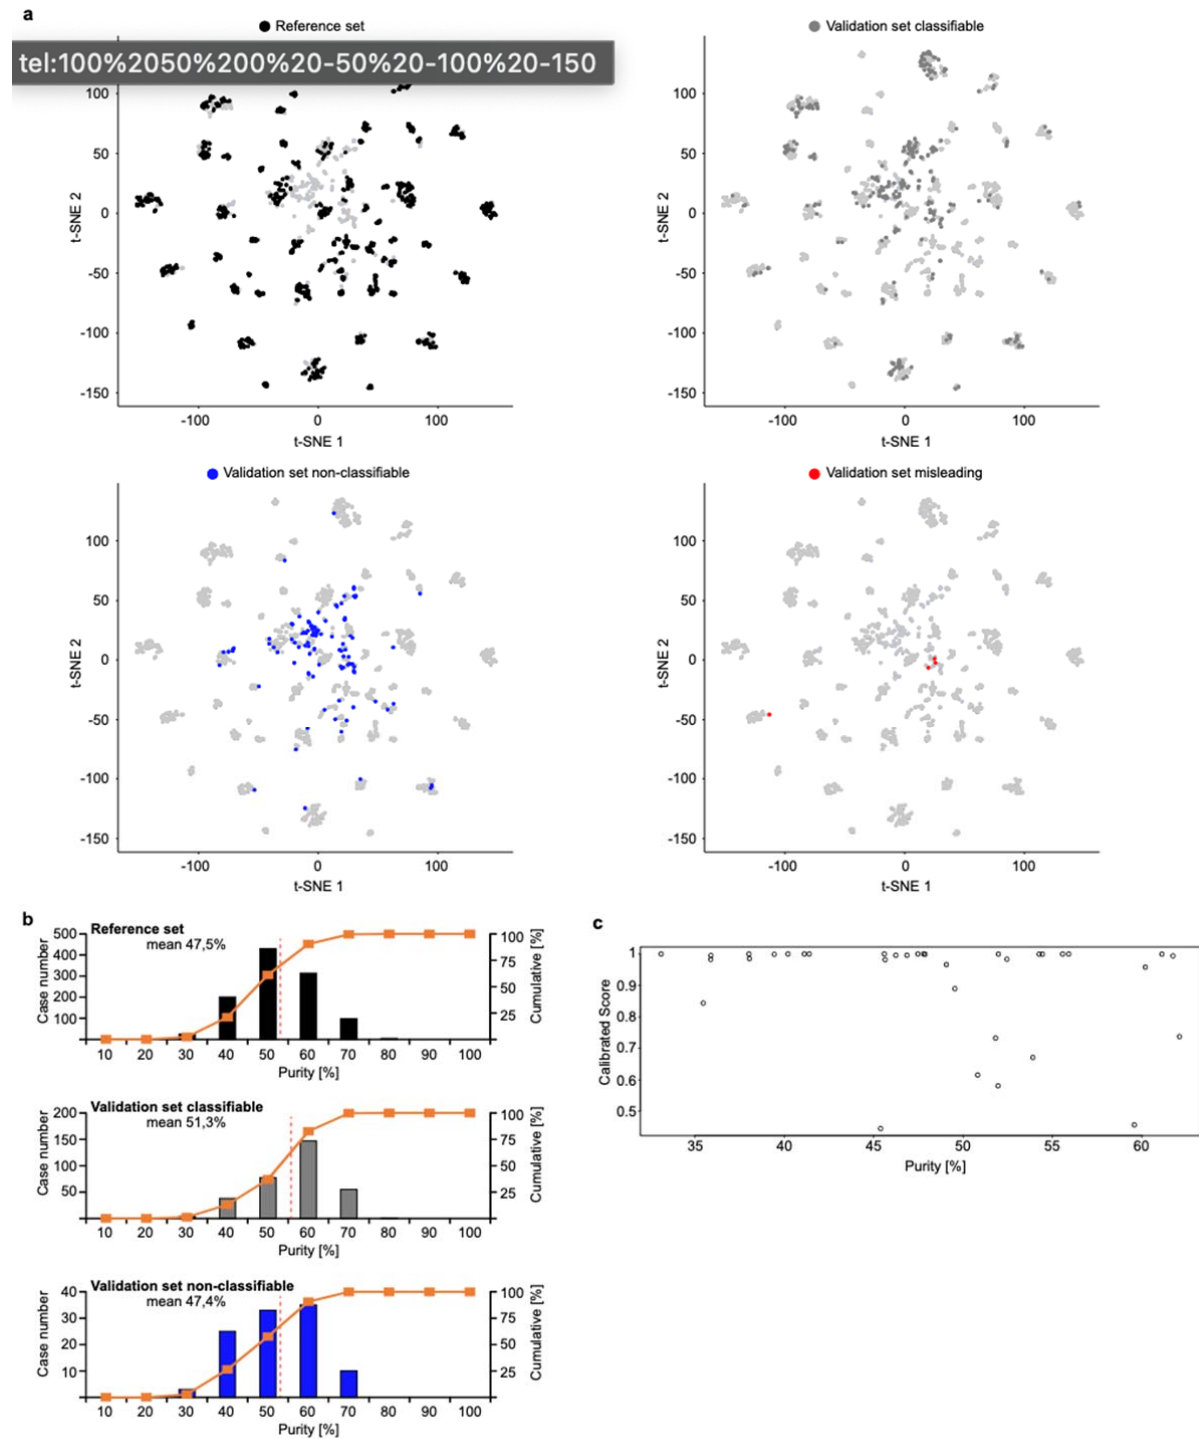 a
Reference set
Validation set classifiable
tel:100%2050%200%20-50%20-100%20-150
100
50
0
-50
-100
-150
t-SNE 2
-100 0 100
t-SNE 1
100
50
0
-50
-100
-150
t-SNE 2
-100 0 100
t-SNE 1
Validation set non-classifiable
100
50
0
-50
-100
-150
t-SNE 2
-100 0 100
t-SNE 1
Validation set misleading
100
50
0
-50
-100
-150
t-SNE 2
-100 0 100
t-SNE 1
b
Reference set
mean 47,5%
500
400
300
200
100
Case number
100
75
50
25
Cumulative [%]
10 20 30 40 50 60 70 80 90 100
Purity [%]
Validation set classifiable
mean 51,3%
200
150
100
50
Case number
100
75
50
25
Cumulative [%]
10 20 30 40 50 60 70 80 90 100
Purity [%]
Validation set non-classifiable
mean 47,4%
40
30
20
10
Case number
100
75
50
25
Cumulative [%]
10 20 30 40 50 60 70 80 90 100
Purity [%]
c
1
0.9
0.8
0.7
0.6
0.5
Calibrated Score
35 40 45 50 55 60
Purity [%]